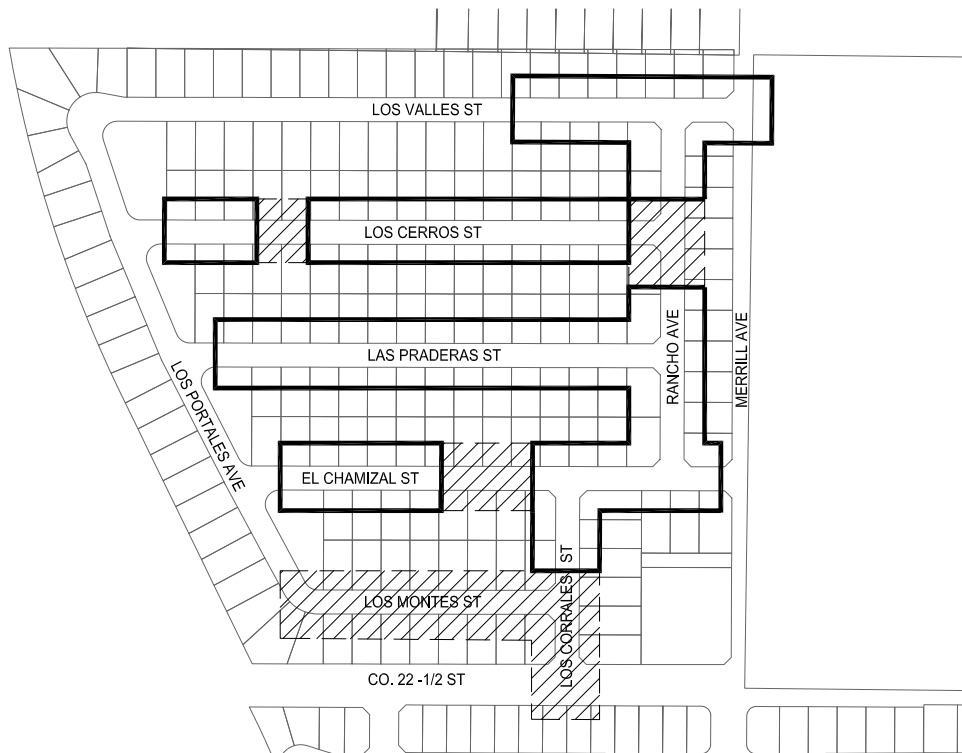 LOS VALLES ST
LOS CERROS ST
LAS PRADERAS ST
RANCHO AVE
MERRILL AVE
LOS PORTALES AVE
EL CHAMIZAL ST
LOS MONTES ST
LOS CORRALES ST
CO. 22 -1/2 ST